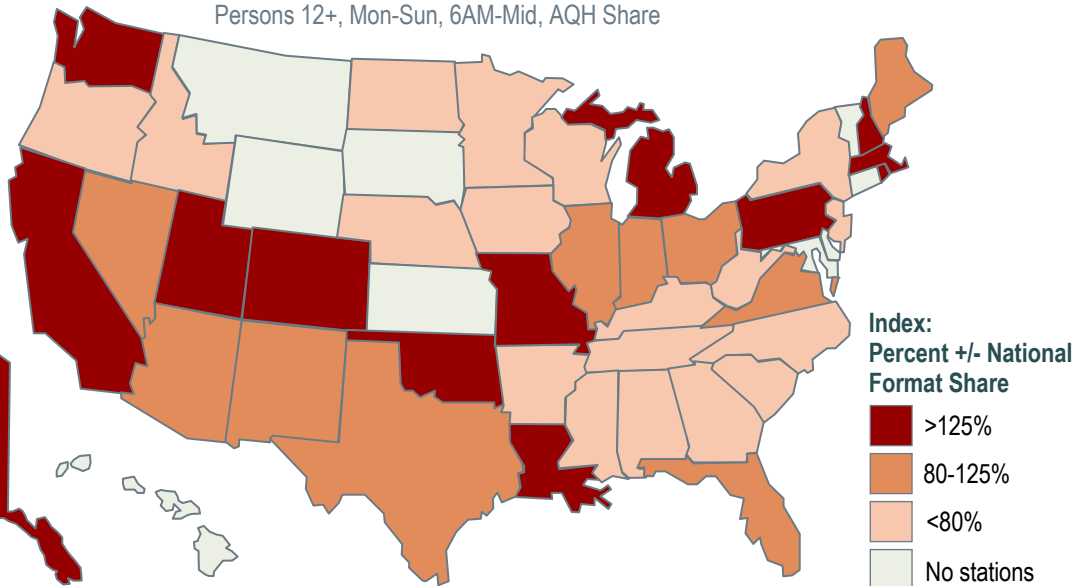 Persons 12+, Mon-Sun, 6AM-Mid, AQH Share
Index:
Percent +/- National
Format Share
>125%
80-125%
<80%
No stations